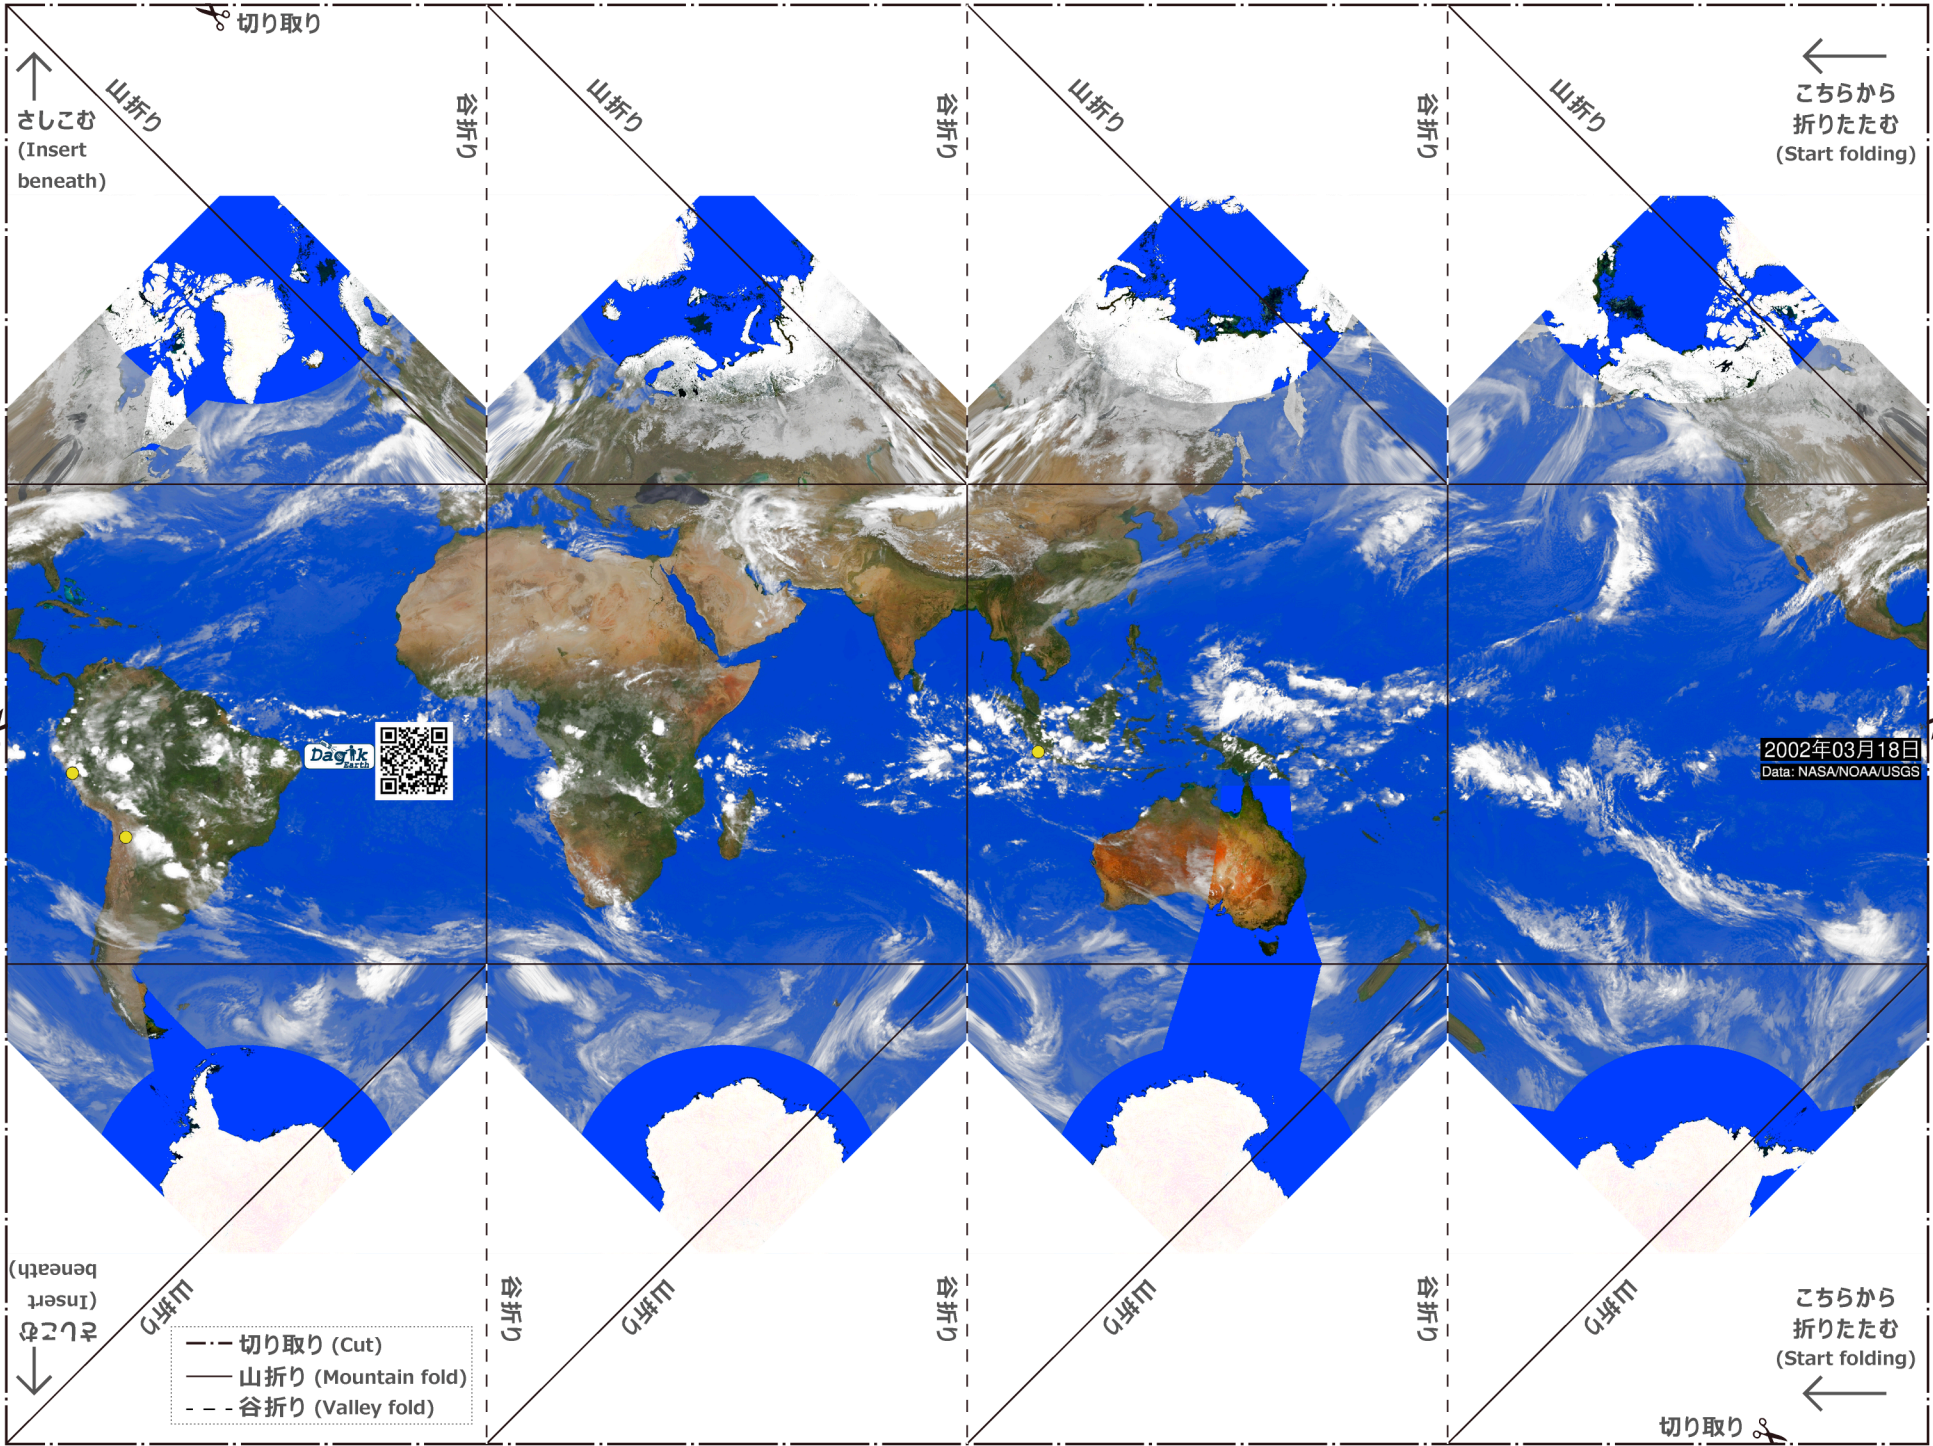 切り取り
山折り
谷折り
山折り
谷折り
山折り
谷折り
山折り
さしこむ
(Insert
beneath)
こちらから
折りたたむ
(Start folding)
Dagik
Earth
2002年03月18日
Data: NASA/NOAA/USGS
さしこむ
(Insert
beneath)
山折り
谷折り
山折り
谷折り
山折り
谷折り
山折り
こちらから
折りたたむ
(Start folding)
切り取り (Cut)
山折り (Mountain fold)
谷折り (Valley fold)
切り取り